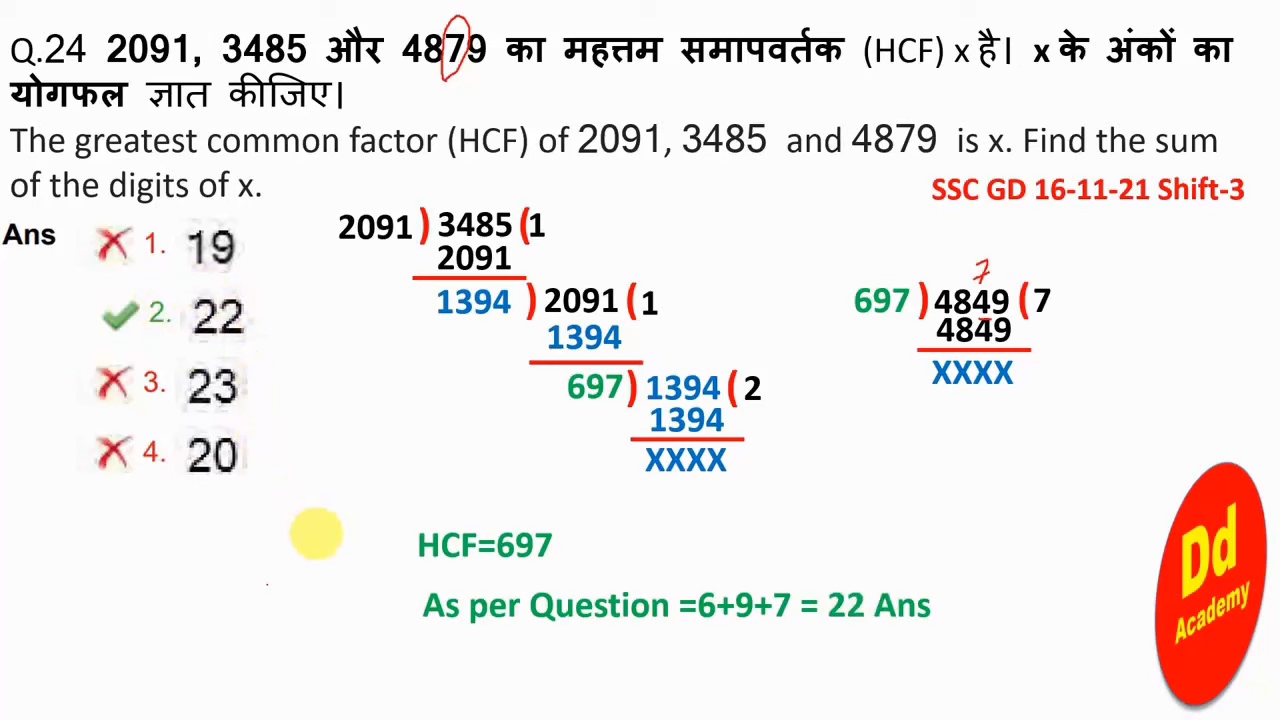 Q.24 2091, 3485 और 4879 का महत्तम समापवर्तक (HCF) x है। x के अंकों का
योगफल ज्ञात कीजिए।
The greatest common factor (HCF) of 2091, 3485 and 4879 is x. Find the sum
of the digits of x.
SSC GD 16-11-21 Shift-3
Ans
1. 19
2. 22
3. 23
4. 20
2091 ) 3485 ( 1
2091
1394 ) 2091 ( 1
1394
697 ) 1394 ( 2
1394
XXXX
7
697 ) 4849 ( 7
4849
XXXX
HCF=697
As per Question =6+9+7 = 22 Ans
Dd
Academy